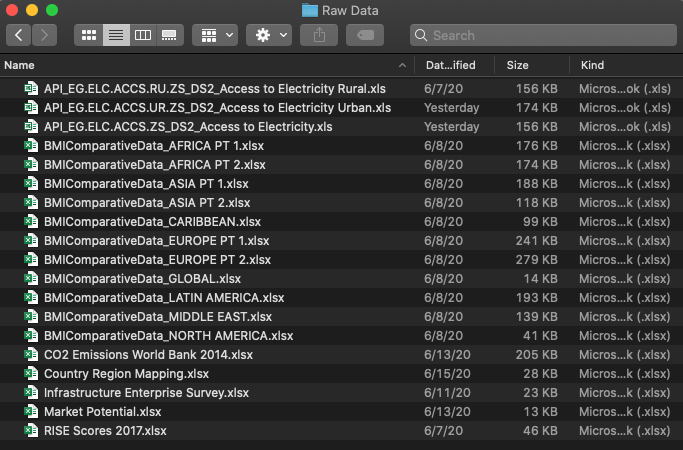 Raw Data
Search
Name Dat...ified Size Kind
API_EG.ELC.ACCS.RU.ZS_DS2_Access to Electricity Rural.xls 6/7/20 156 KB Micros...ok (.xls)
API_EG.ELC.ACCS.UR.ZS_DS2_Access to Electricity Urban.xls Yesterday 174 KB Micros...ok (.xls)
API_EG.ELC.ACCS.ZS_DS2_Access to Electricity.xls Yesterday 156 KB Micros...ok (.xls)
BMIComparativeData_AFRICA PT 1.xlsx 6/8/20 176 KB Micros...k (.xlsx)
BMIComparativeData_AFRICA PT 2.xlsx 6/8/20 174 KB Micros...k (.xlsx)
BMIComparativeData_ASIA PT 1.xlsx 6/8/20 188 KB Micros...k (.xlsx)
BMIComparativeData_ASIA PT 2.xlsx 6/8/20 118 KB Micros...k (.xlsx)
BMIComparativeData_CARIBBEAN.xlsx 6/8/20 99 KB Micros...k (.xlsx)
BMIComparativeData_EUROPE PT 1.xlsx 6/8/20 241 KB Micros...k (.xlsx)
BMIComparativeData_EUROPE PT 2.xlsx 6/8/20 279 KB Micros...k (.xlsx)
BMIComparativeData_GLOBAL.xlsx 6/8/20 14 KB Micros...k (.xlsx)
BMIComparativeData_LATIN AMERICA.xlsx 6/8/20 193 KB Micros...k (.xlsx)
BMIComparativeData_MIDDLE EAST.xlsx 6/8/20 139 KB Micros...k (.xlsx)
BMIComparativeData_NORTH AMERICA.xlsx 6/8/20 41 KB Micros...k (.xlsx)
CO2 Emissions World Bank 2014.xlsx 6/13/20 205 KB Micros...k (.xlsx)
Country Region Mapping.xlsx 6/15/20 28 KB Micros...k (.xlsx)
Infrastructure Enterprise Survey.xlsx 6/11/20 23 KB Micros...k (.xlsx)
Market Potential.xlsx 6/13/20 13 KB Micros...k (.xlsx)
RISE Scores 2017.xlsx 6/7/20 46 KB Micros...k (.xlsx)